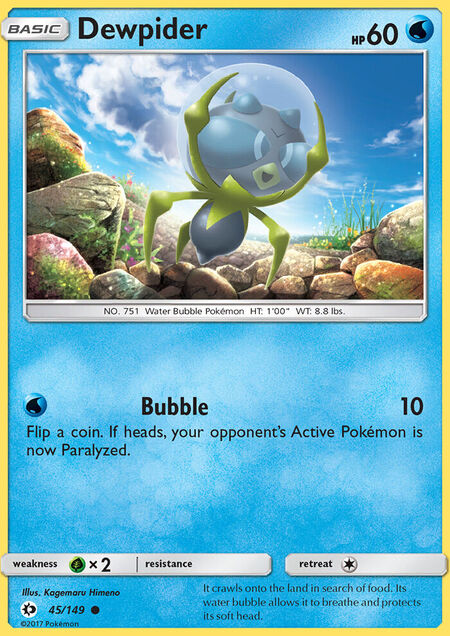 BASIC Dewpider HP60
NO. 751 Water Bubble Pokémon HT: 1'00" WT: 8.8 lbs.
Bubble 10
Flip a coin. If heads, your opponent's Active Pokémon is
now Paralyzed.
weakness ×2 resistance retreat
Illus. Kagemaru Himeno
45/149
©2017 Pokémon
It crawls onto the land in search of food. Its
water bubble allows it to breathe and protects
its soft head.